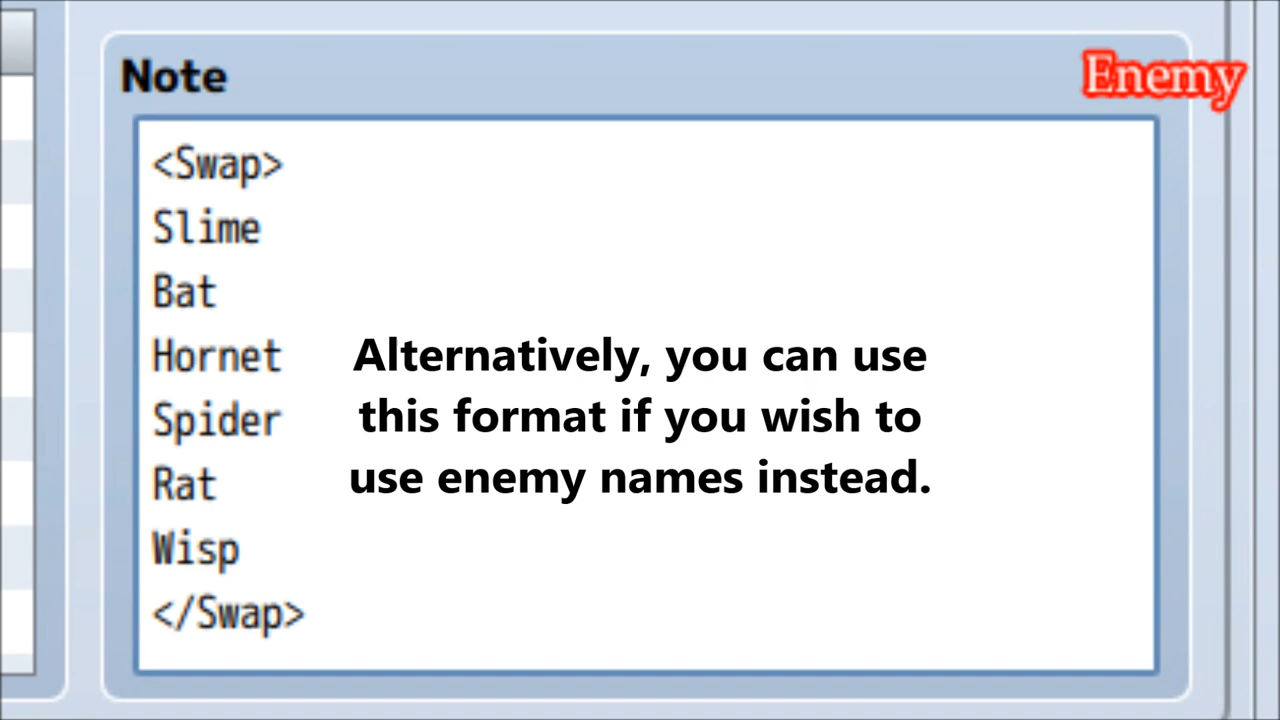 Note
Enemy
<Swap>
Slime
Bat
Hornet
Spider
Rat
Wisp
</Swap>
Alternatively, you can use
this format if you wish to
use enemy names instead.